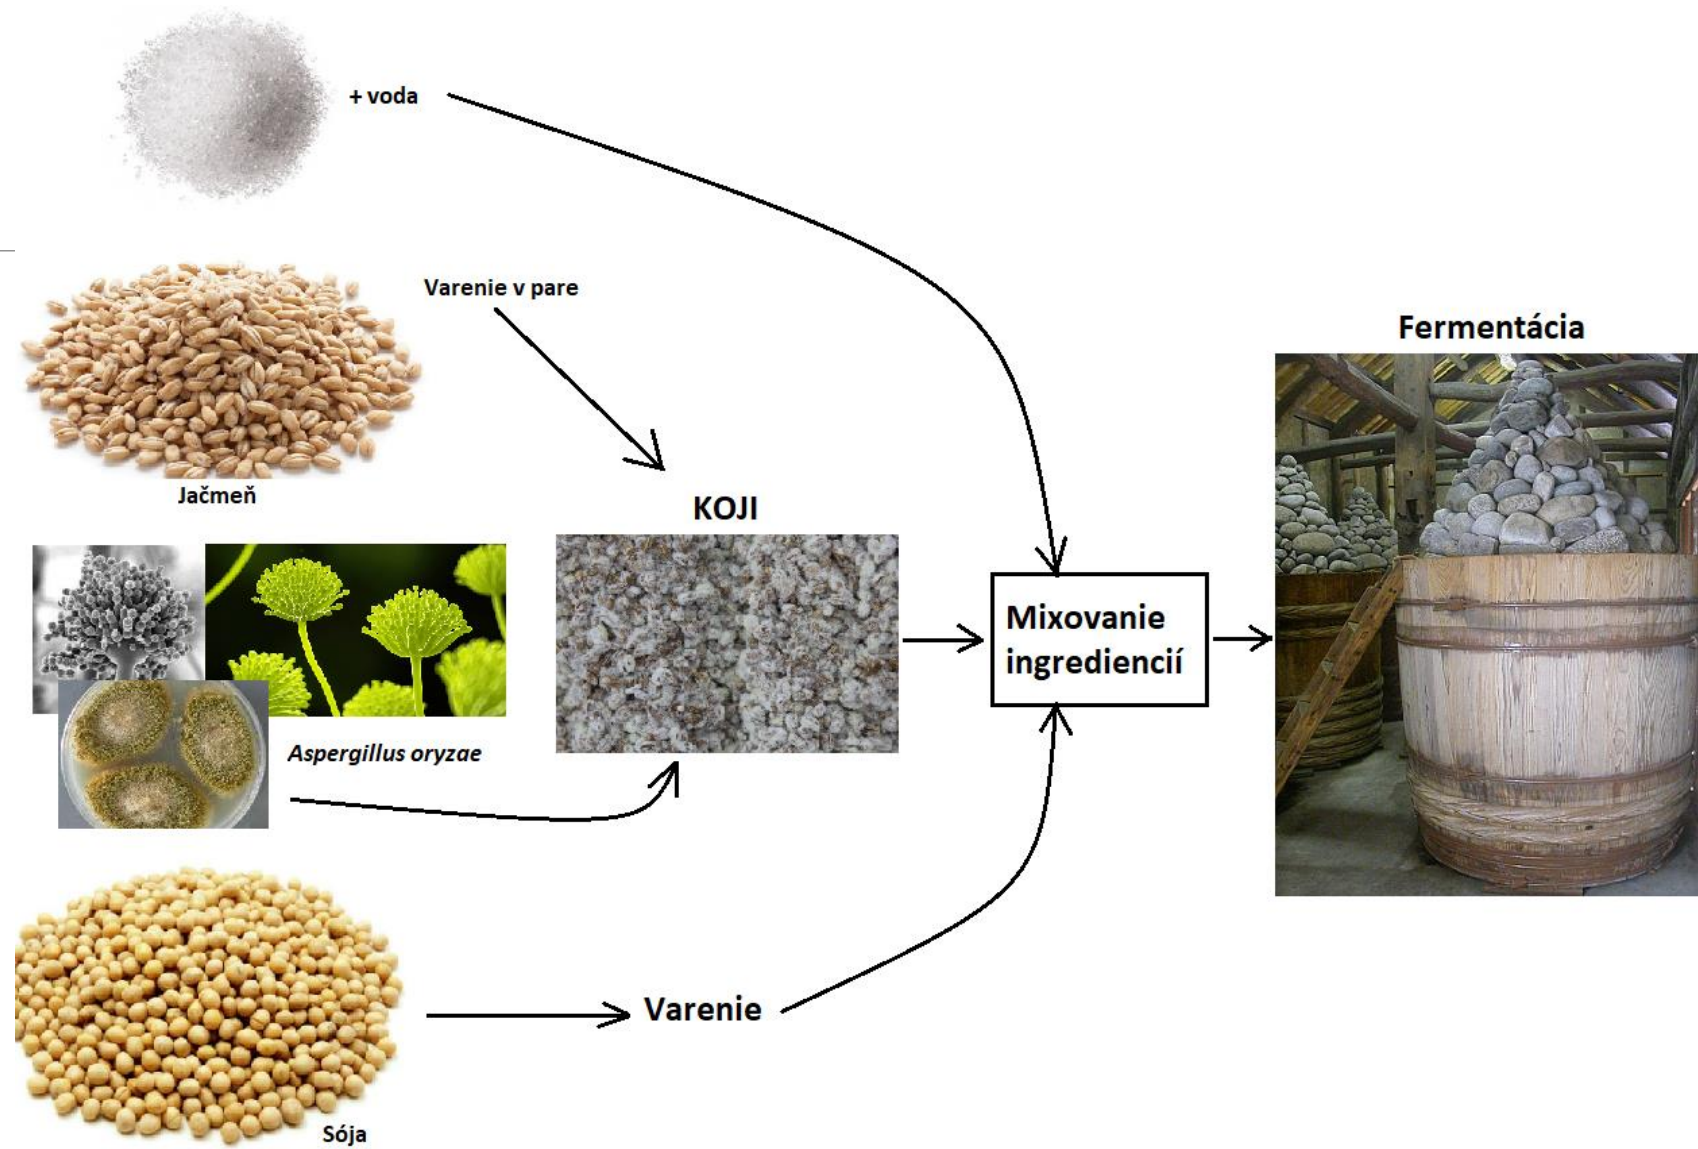 + voda
Varenie v pare
Jačmeň
KOJI
Aspergillus oryzae
Mixovanie
ingrediencií
Fermentácia
Varenie
Sója